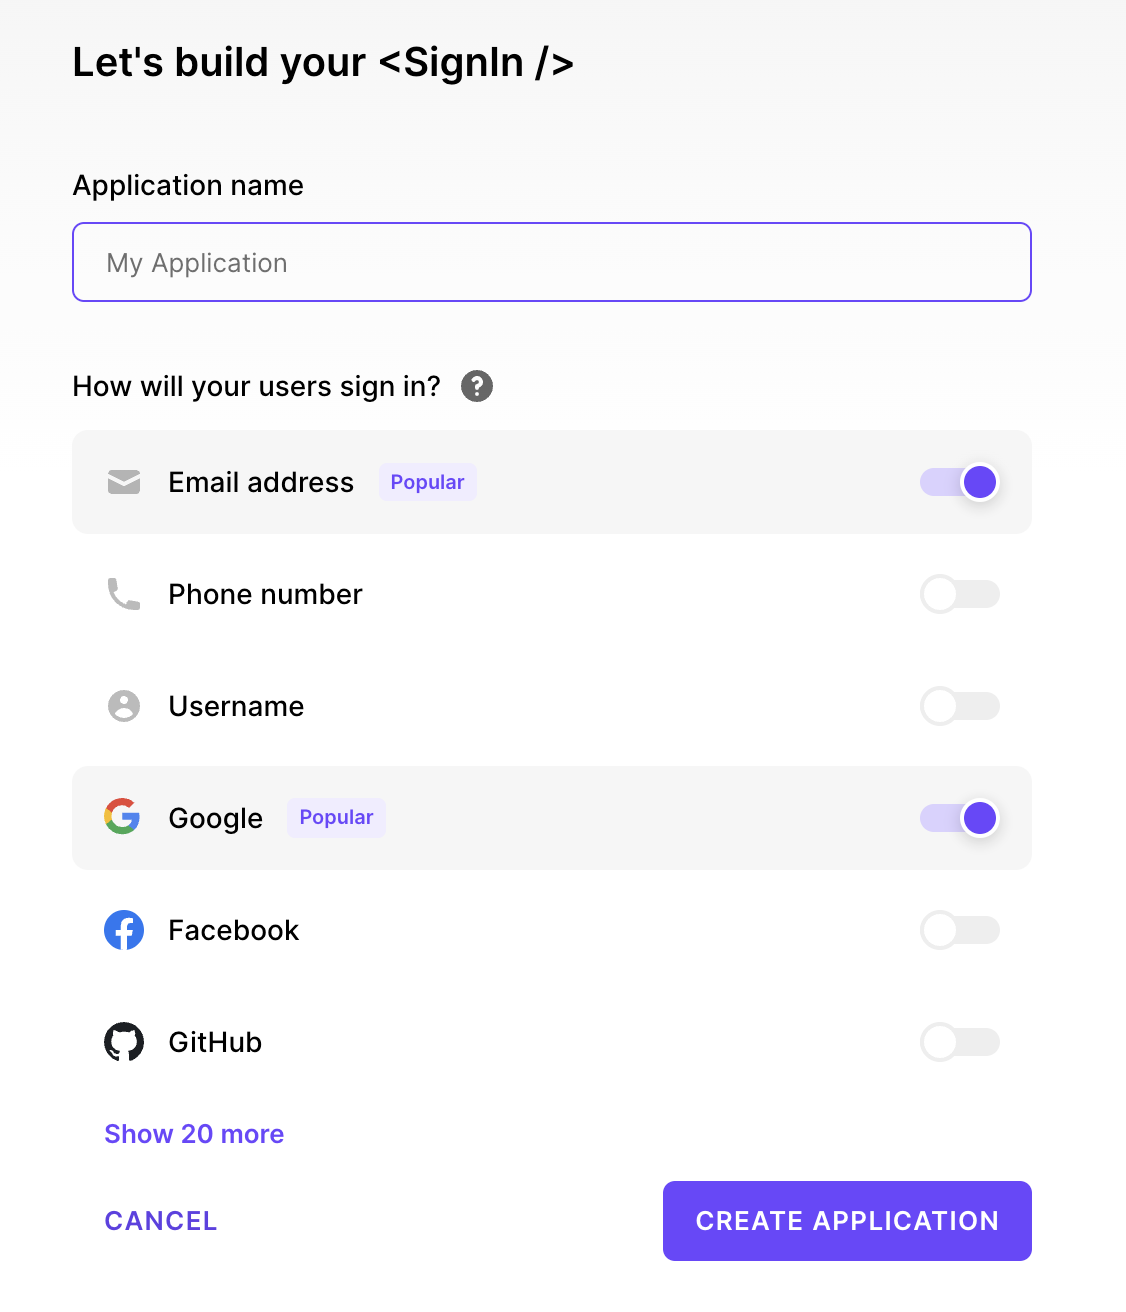 Let's build your <SignIn />
Application name
My Application
How will your users sign in? ?
Email address Popular
Phone number
Username
Google Popular
Facebook
GitHub
Show 20 more
CANCEL CREATE APPLICATION